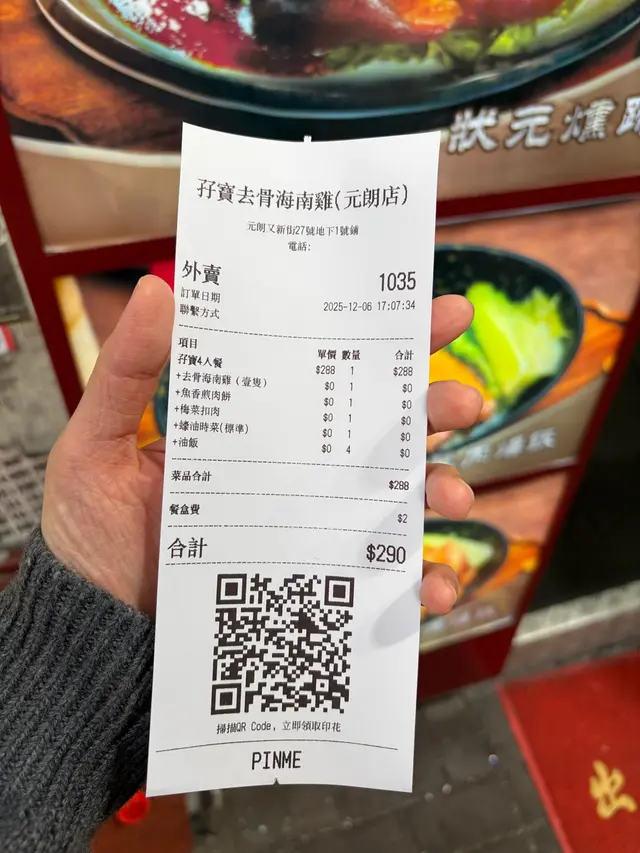 狀元燻蹄
孖寶去骨海南雞(元朗店)
元朗又新街27號地下1號鋪
電話:
外賣 1035
訂單日期 2025-12-06 17:07:34
聯繫方式
項目 單價 數量 合計
孖寶4人餐 $288 1 $288
+去骨海南雞（壹隻） $0 1 $0
+魚香煎肉餅 $0 1 $0
+梅菜扣肉 $0 1 $0
+蠔油時菜(標準) $0 1 $0
+油飯 $0 4 $0
菜品合計 $288
餐盒費 $2
合計 $290
掃描QR Code, 立即領取印花
PINME
出